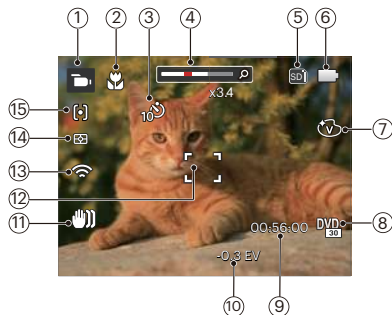 ① ② ③ ④ ⑤ ⑥
SD
x3.4
10
⑮
⑭
V ⑦
⑬
⑫
⑪
00:56:00 DVD ⑧
30
-0.3 EV
⑩ ⑨